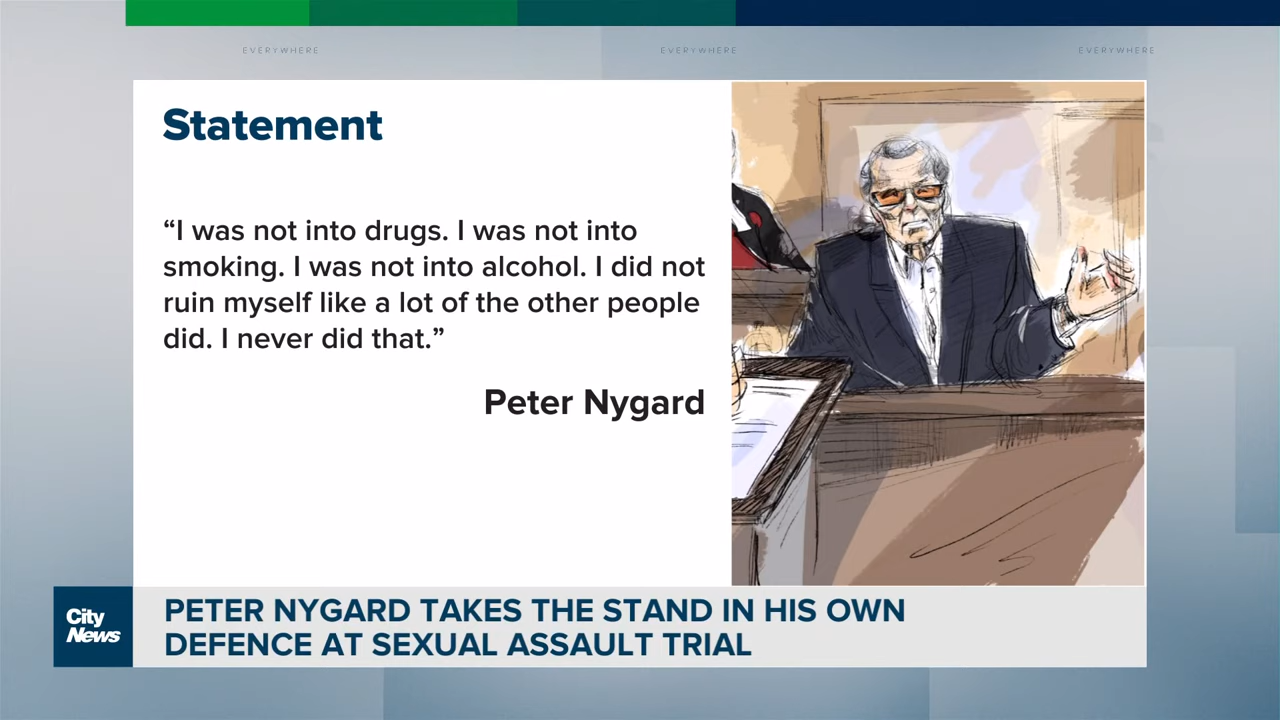 EVERYWHERE
EVERYWHERE
EVERYWHERE
Statement
“I was not into drugs. I was not into
smoking. I was not into alcohol. I did not
ruin myself like a lot of the other people
did. I never did that.”
Peter Nygard
City
News
PETER NYGARD TAKES THE STAND IN HIS OWN
DEFENCE AT SEXUAL ASSAULT TRIAL